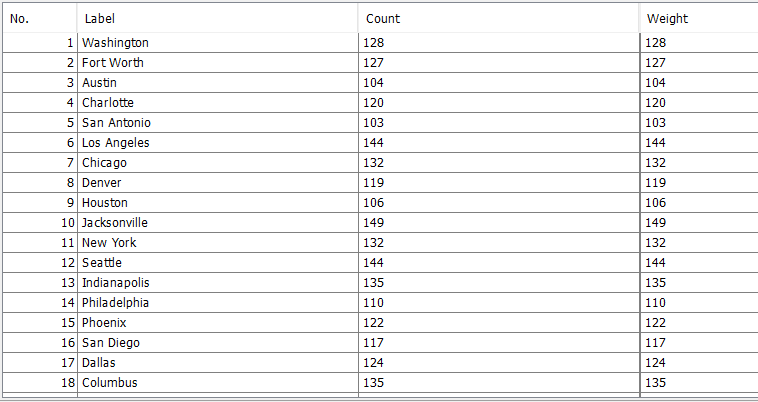 No. Label Count Weight
1 Washington 128 128
2 Fort Worth 127 127
3 Austin 104 104
4 Charlotte 120 120
5 San Antonio 103 103
6 Los Angeles 144 144
7 Chicago 132 132
8 Denver 119 119
9 Houston 106 106
10 Jacksonville 149 149
11 New York 132 132
12 Seattle 144 144
13 Indianapolis 135 135
14 Philadelphia 110 110
15 Phoenix 122 122
16 San Diego 117 117
17 Dallas 124 124
18 Columbus 135 135